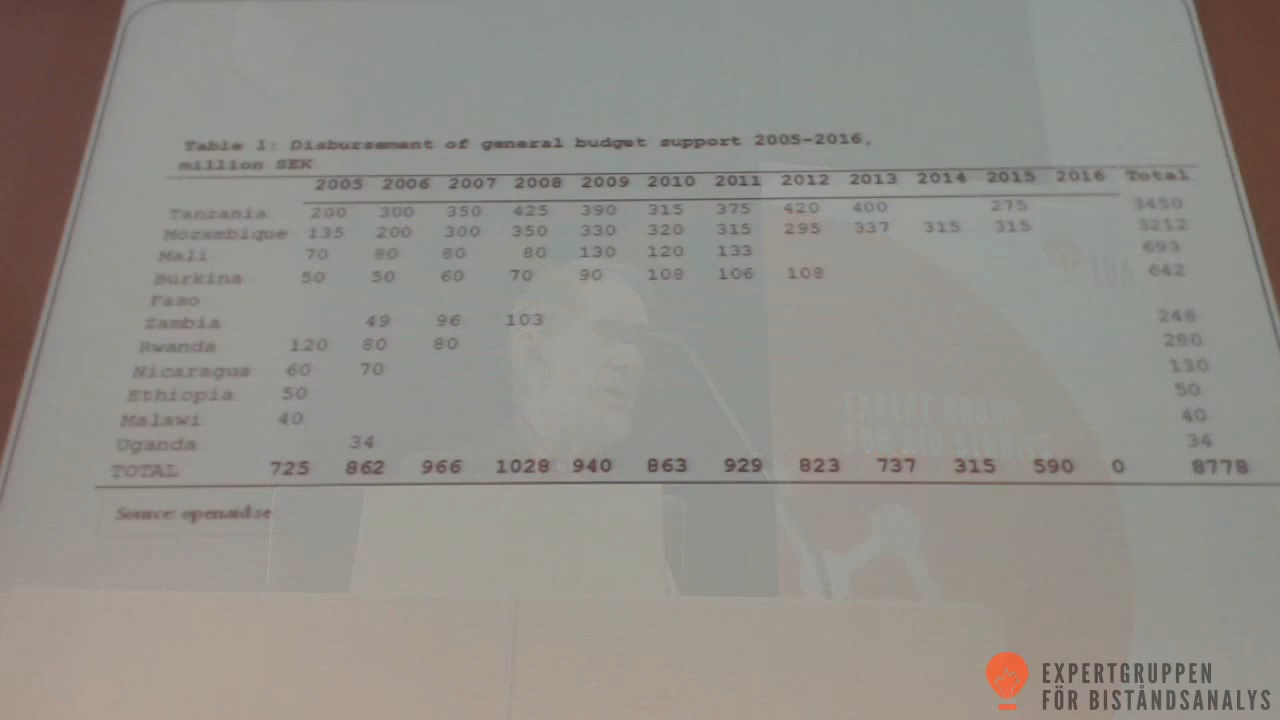 Table 1: Disbursement of general budget support 2005-2016,
million SEK
2005 2006 2007 2008 2009 2010 2011 2012 2013 2014 2015 2016 Total
Tanzania 200 300 350 425 390 315 375 420 400 275 3450
Mozambique 135 200 300 350 330 320 315 295 337 315 315 3212
Mali 70 80 80 80 130 120 133 693
Burkina 50 50 60 70 90 108 106 108 642
Faso
Zambia 49 96 103 248
Rwanda 120 80 80 280
Nicaragua 60 70 130
Ethiopia 50 50
Malawi 40 40
Uganda 34 34
TOTAL 725 862 966 1028 940 863 929 823 737 315 590 0 8778
Source: openaid.se
EXPERT GROUP
FOR AID STUDIES
EXPERTGRUPPEN
FÖR BISTÅNDSANALYS